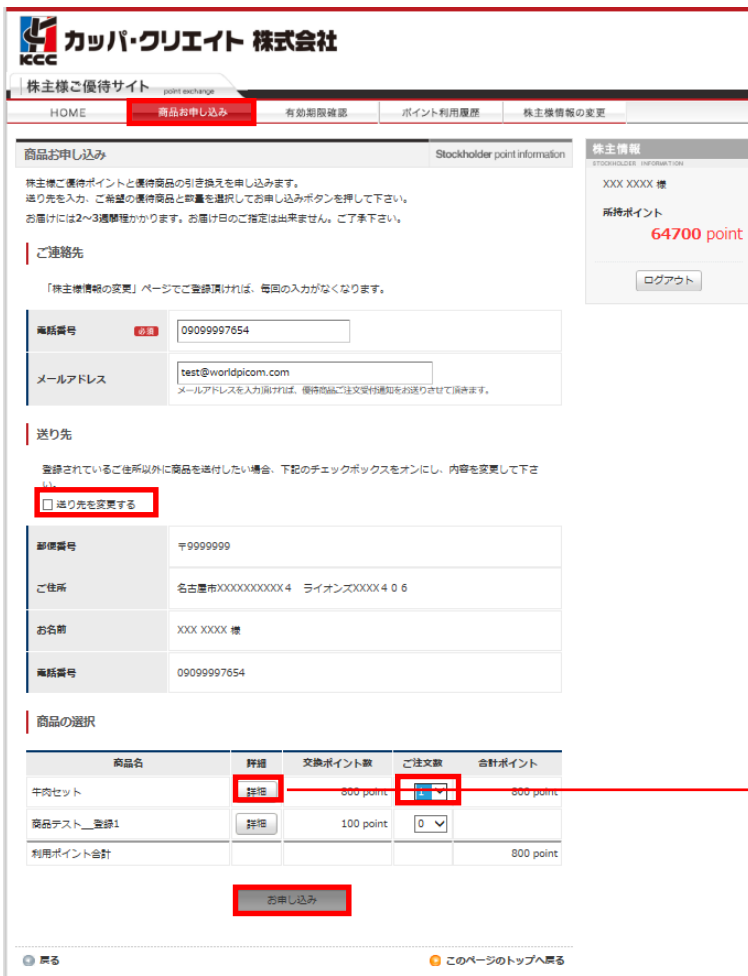 KCC カッパ・クリエイト 株式会社
株主様ご優待サイト point exchange
HOME 商品お申し込み 有効期限確認 ポイント利用履歴 株主様情報の変更
商品お申し込み Stockholder point information
株主様ご優待ポイントと優待商品の引き換えを申し込みます。
送り先を入力、ご希望の優待商品と数量を選択してお申し込みボタンを押して下さい。
お届けには2〜3週間程かかります。お届け日のご指定は出来ません。ご了承下さい。
株主情報
STOCKHOLDER INFORMATION
XXX XXXX 様
所持ポイント
64700 point
ログアウト
ご連絡先
「株主様情報の変更」ページでご登録頂ければ、毎回の入力がなくなります。
電話番号 必須 09099997654
メールアドレス test@worldpicom.com
メールアドレスを入力頂ければ、優待商品ご注文受付通知をお送りさせて頂きます。
送り先
登録されているご住所以外に商品を送付したい場合、下記のチェックボックスをオンにし、内容を変更して下さ
い。
送り先を変更する
郵便番号 〒9999999
ご住所 名古屋市XXXXXXXXXX４　ライオンズXXXX４０６
お名前 XXX XXXX 様
電話番号 09099997654
商品の選択
商品名 詳細 交換ポイント数 ご注文数 合計ポイント
牛肉セット 詳細 800 point 1 800 point
商品テスト__登録1 詳細 100 point 0
利用ポイント合計 800 point
お申し込み
戻る このページのトップへ戻る